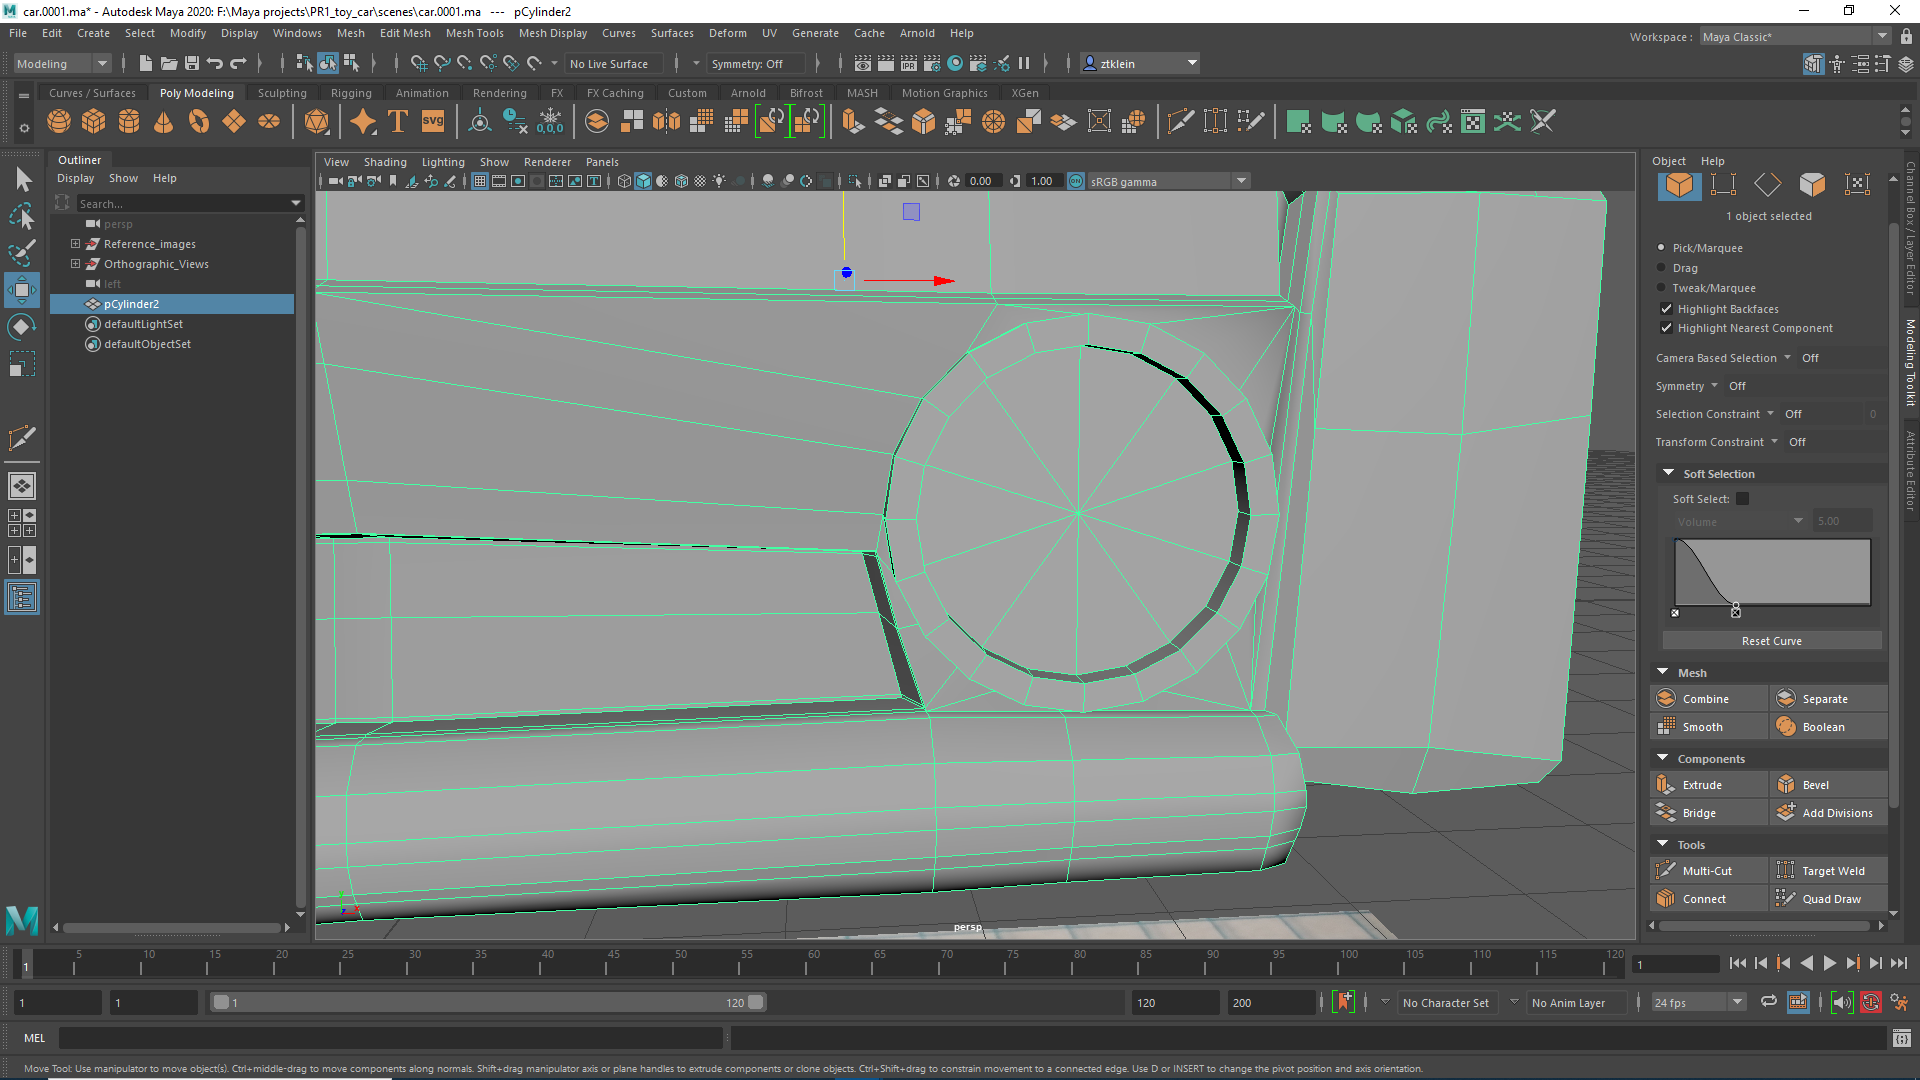 car.0001.ma* - Autodesk Maya 2020: F:\Maya projects\PR1_toy_car\scenes\car.0001.ma --- pCylinder2
File Edit Create Select Modify Display Windows Mesh Edit Mesh Mesh Tools Mesh Display Curves Surfaces Deform UV Generate Cache Arnold Help
Workspace : Maya Classic*
Modeling No Live Surface Symmetry: Off IPR ztklein
Curves / Surfaces Poly Modeling Sculpting Rigging Animation Rendering FX FX Caching Custom Arnold Bifrost MASH Motion Graphics XGen
T SVG 0,0,0
Outliner
Display Show Help
Search...
persp
Reference_images
Orthographic_Views
left
pCylinder2
defaultLightSet
defaultObjectSet
View Shading Lighting Show Renderer Panels
0.00 1.00 ON sRGB gamma
persp
Object Help
1 object selected
Pick/Marquee
Drag
Tweak/Marquee
Highlight Backfaces
Highlight Nearest Component
Camera Based Selection Off
Symmetry Off
Selection Constraint Off 0
Transform Constraint Off
Soft Selection
Soft Select:
Volume 5.00
Reset Curve
Mesh
Combine Separate
Smooth Boolean
Components
Extrude Bevel
Bridge Add Divisions
Tools
Multi-Cut Target Weld
Connect Quad Draw
Channel Box / Layer Editor
Modeling Toolkit
Attribute Editor
1 5 10 15 20 25 30 35 40 45 50 55 60 65 70 75 80 85 90 95 100 105 110 115 120 1
1 1 1 120 120 200 No Character Set No Anim Layer 24 fps
MEL
Move Tool: Use manipulator to move object(s). Ctrl+middle-drag to move components along normals. Shift+drag manipulator axis or plane handles to extrude components or clone objects. Ctrl+Shift+drag to constrain movement to a connected edge. Use D or INSERT to change the pivot position and axis orientation.